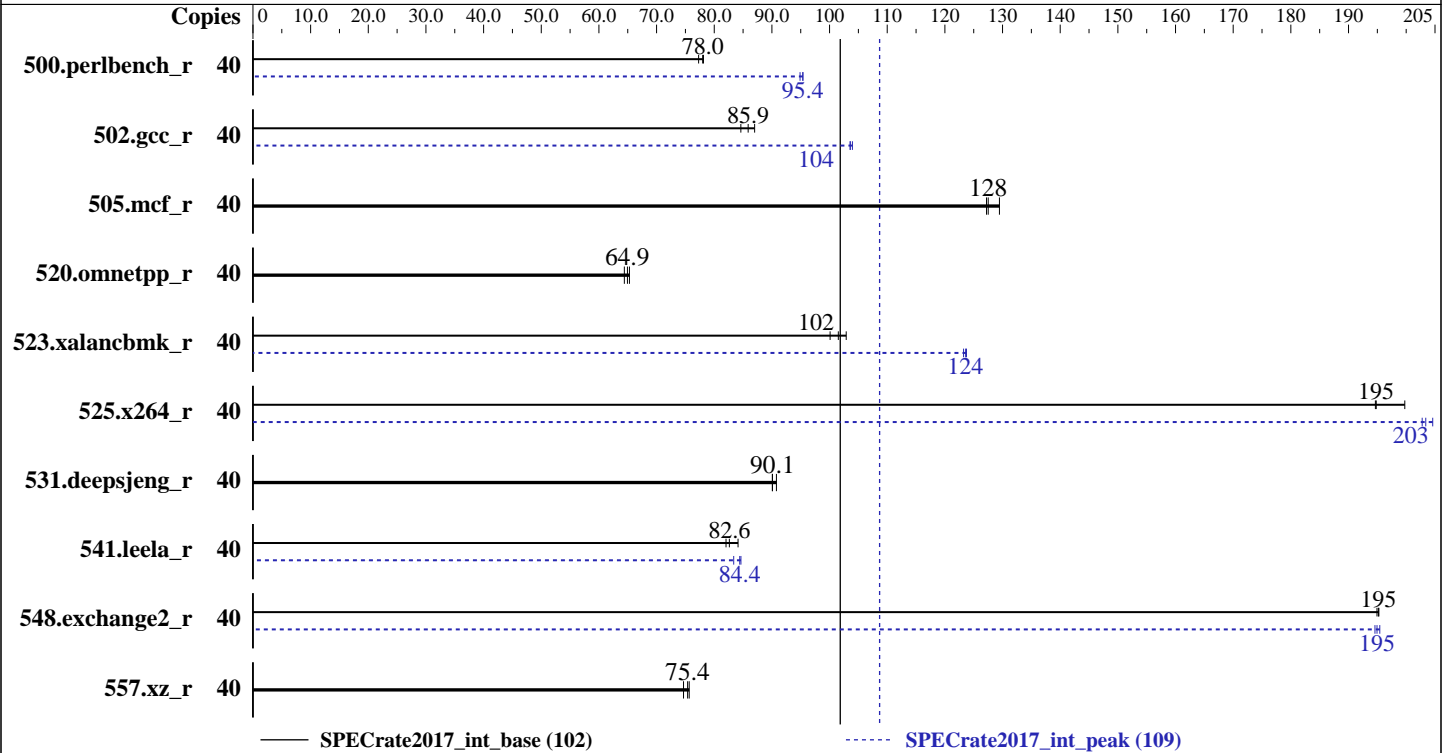 Copies 0 10.0 20.0 30.0 40.0 50.0 60.0 70.0 80.0 90.0 100 110 120 130 140 150 160 170 180 190 205
500.perlbench_r 40 78.0
95.4
502.gcc_r 40 85.9
104
505.mcf_r 40 128
520.omnetpp_r 40 64.9
523.xalancbmk_r 40 102
124
525.x264_r 40 195
203
531.deepsjeng_r 40 90.1
541.leela_r 40 82.6
84.4
548.exchange2_r 40 195
195
557.xz_r 40 75.4
SPECrate2017_int_base (102) SPECrate2017_int_peak (109)